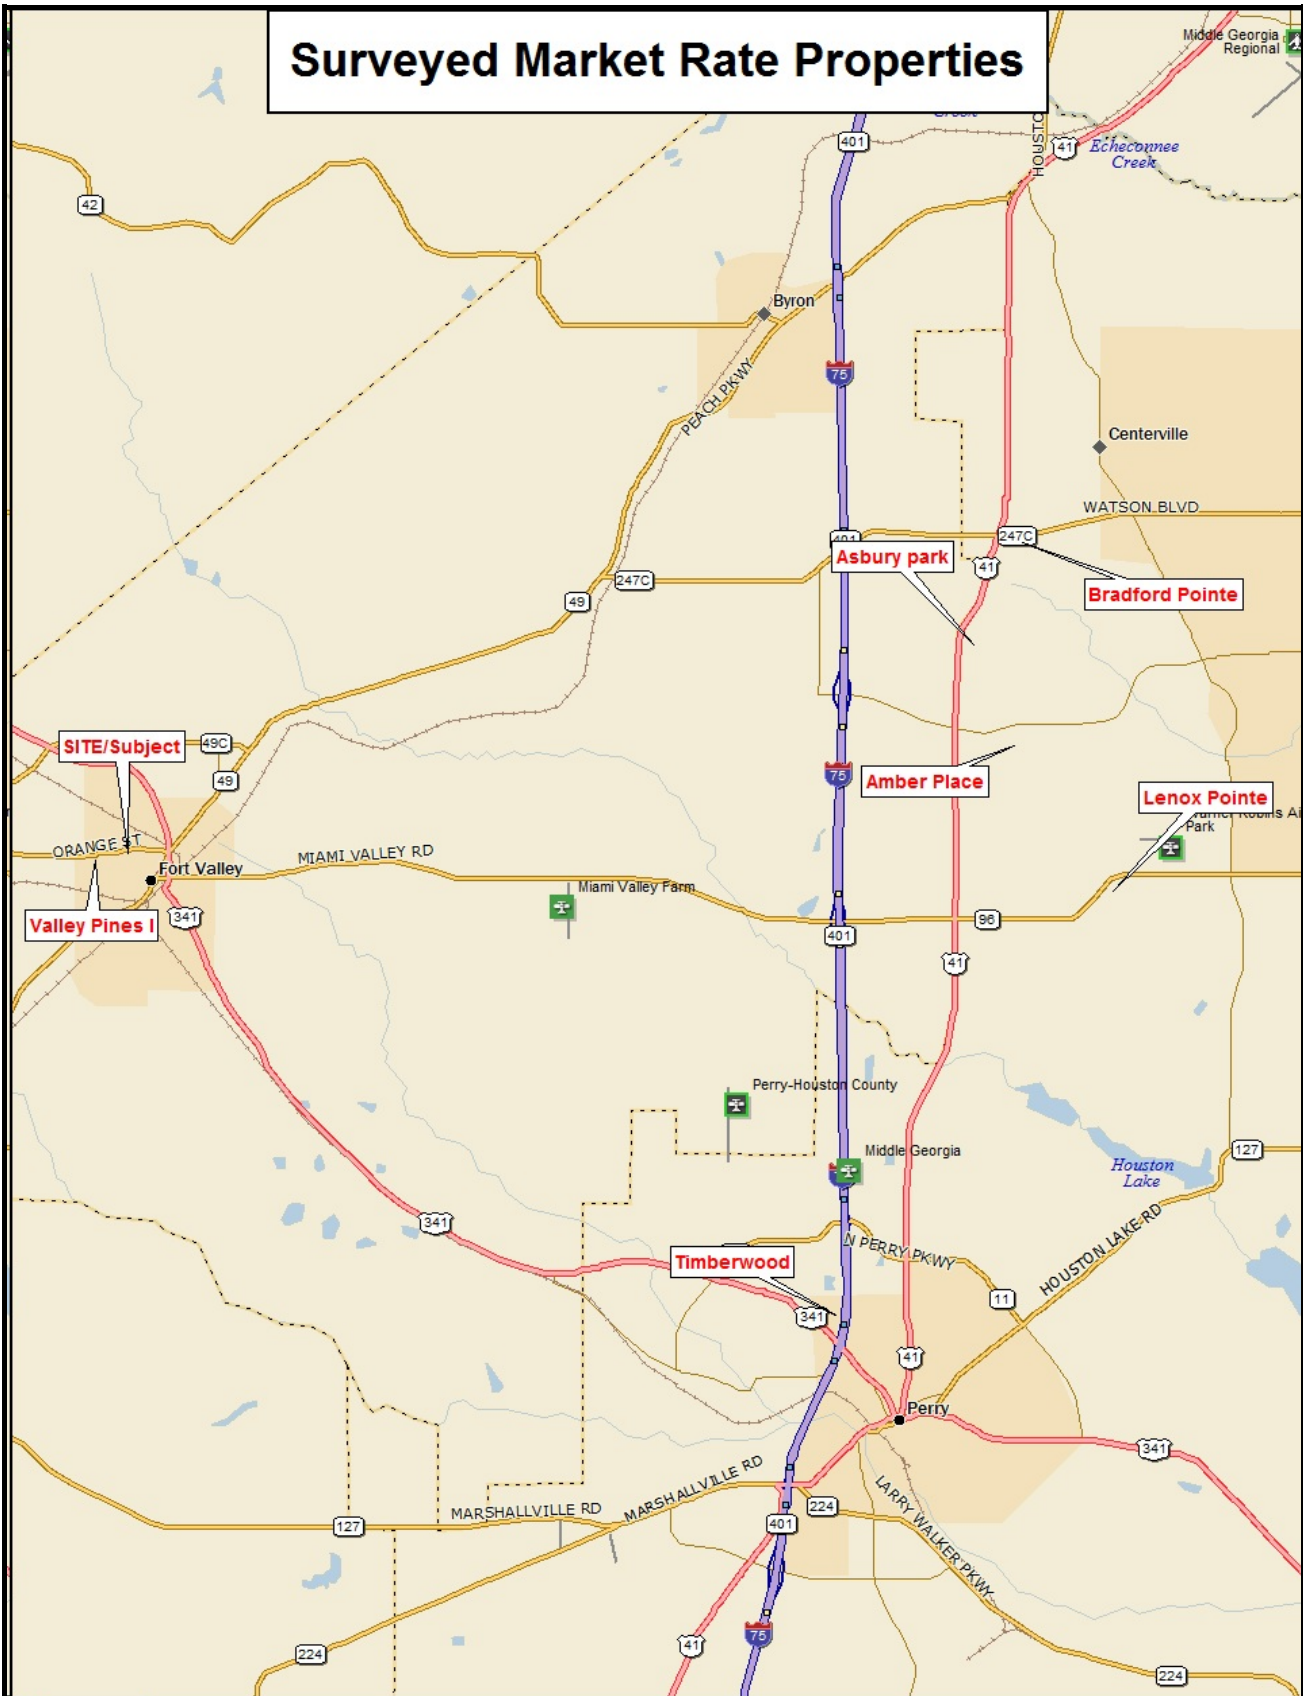 Surveyed Market Rate Properties
Middle Georgia
Regional
HOUSTO
401
41
Echeconnee
Creek
42
Byron
75
PEACH PKWY
Centerville
WATSON BLVD
401
247C
Asbury park
41
247C
Bradford Pointe
49
SITE/Subject
49C
49
75
Amber Place
Lenox Pointe
Park
ORANGE ST
MIAMI VALLEY RD
Fort Valley
Miami Valley Farm
Valley Pines I
341
96
401
41
Perry-Houston County
Middle Georgia
Houston
Lake
127
341
N PERRY PKWY
HOUSTON LAKE RD
Timberwood
11
341
41
Perry
341
MARSHALLVILLE RD
MARSHALLVILLE RD
127
224
401
LARRY WALKER PKWY
75
41
224
224